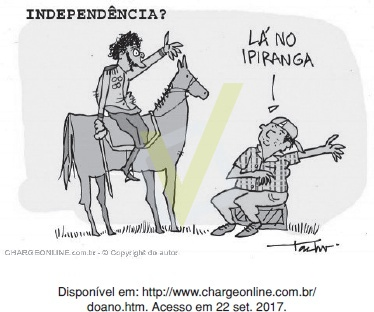 INDEPENDÊNCIA?
LÁ NO
IPIRANGA
Tacho.
CHARGEONLINE.com.br - © Copyright do autor
Disponível em: http://www.chargeonline.com.br/
doano.htm. Acesso em 22 set. 2017.